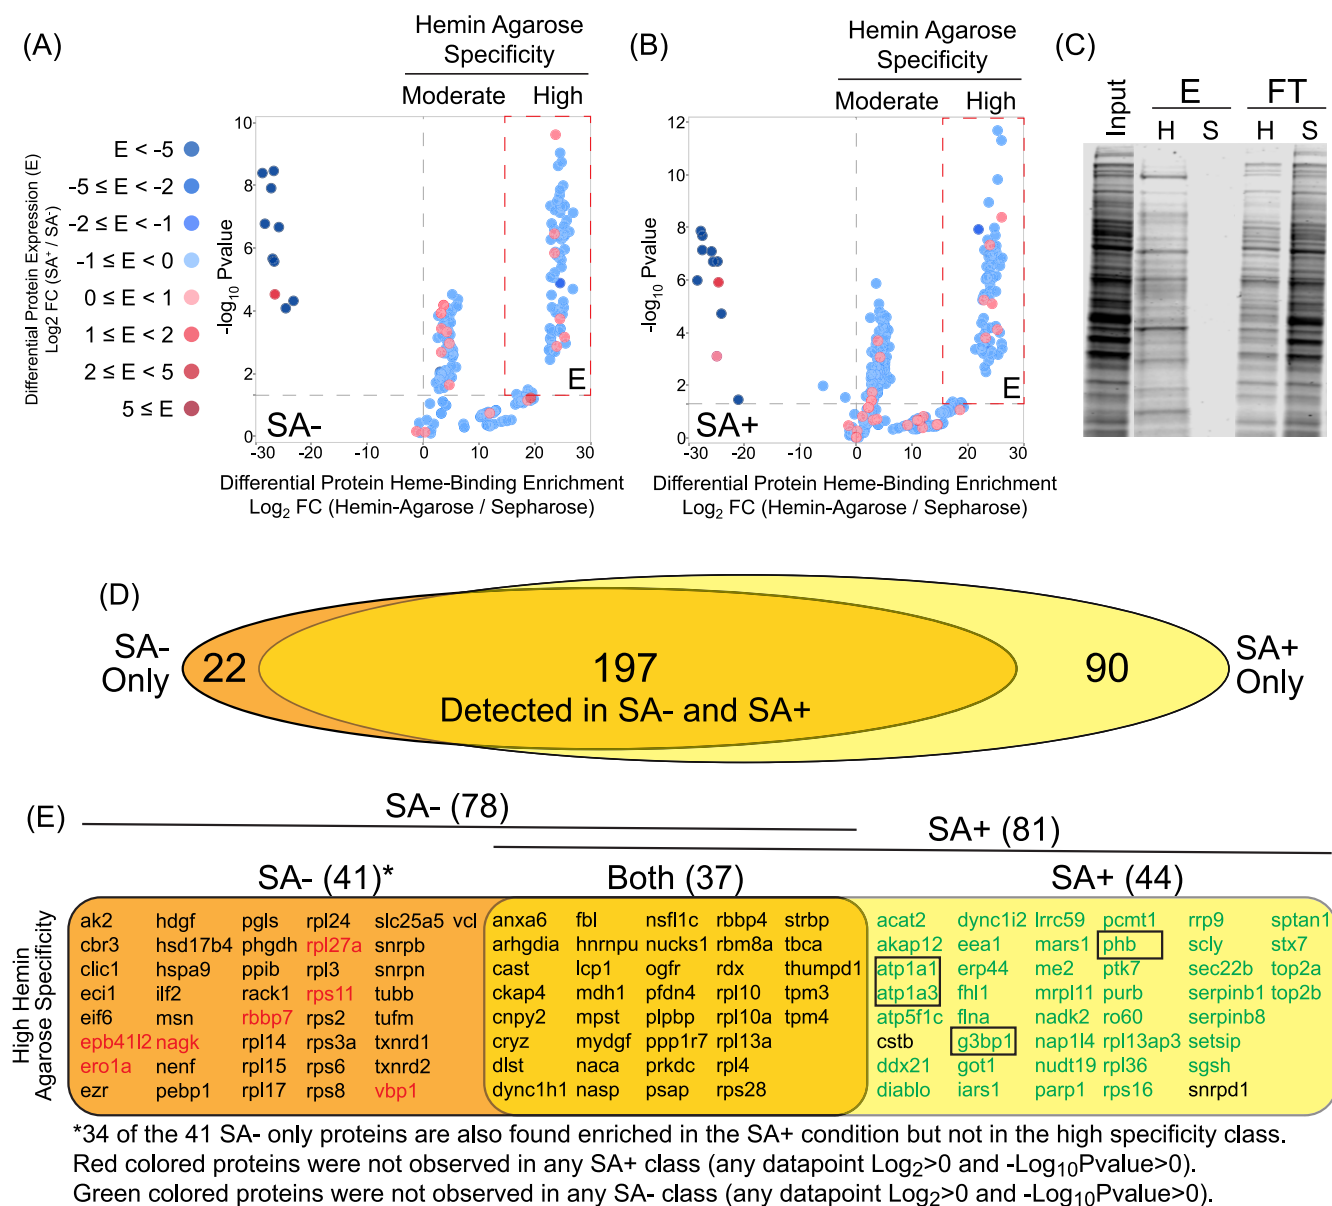 (A)
Hemin Agarose
Specificity
Moderate High
Differential Protein Expression (E)
Log2 FC (SA+ / SA-)
E < -5
-5 ≤ E < -2
-2 ≤ E < -1
-1 ≤ E < 0
0 ≤ E < 1
1 ≤ E < 2
2 ≤ E < 5
5 ≤ E
-log10 Pvalue
10
8
6
4
2
0
SA-
E
-30 -20 -10 0 10 20 30
Differential Protein Heme-Binding Enrichment
Log2 FC (Hemin-Agarose / Sepharose)
(B)
Hemin Agarose
Specificity
Moderate High
-log10 Pvalue
12
10
8
6
4
2
0
SA+
E
-30 -20 -10 0 10 20 30
Differential Protein Heme-Binding Enrichment
Log2 FC (Hemin-Agarose / Sepharose)
(C)
Input
E FT
H S H S
(D)
SA-
Only
22
197
Detected in SA- and SA+
90
SA+
Only
(E)
SA- (78)
SA+ (81)
SA- (41)* Both (37) SA+ (44)
High Hemin
Agarose Specificity
ak2 hdgf pgls rpl24 slc25a5 vcl anxa6 fbl nsfl1c rbbp4 strbp acat2 dync1i2 lrrc59 pcmt1 rrp9 sptan1
cbr3 hsd17b4 phgdh rpl27a snrpb arhgdia hnrnpu nucks1 rbm8a tbca akap12 eea1 mars1 phb scly stx7
clic1 hspa9 ppib rpl3 snrpn cast lcp1 ogfr rdx thumpd1 atp1a1 erp44 me2 ptk7 sec22b top2a
eci1 ilf2 rack1 rps11 tubb ckap4 mdh1 pfdn4 rpl10 tpm3 atp1a3 fhl1 mrpl11 purb serpinb1 top2b
eif6 msn rbbp7 rps2 tufm cnpy2 mpst plpbp rpl10a tpm4 atp5f1c flna nadk2 ro60 serpinb8
epb41l2 nagk rpl14 rps3a txnrd1 cryz mydgf ppp1r7 rpl13a cstb g3bp1 nap1l4 rpl13ap3 setsip
ero1a nenf rpl15 rps6 txnrd2 dlst naca prkdc rpl4 ddx21 got1 nudt19 rpl36 sgsh
ezr pebp1 rpl17 rps8 vbp1 dync1h1 nasp psap rps28 diablo iars1 parp1 rps16 snrpd1
*34 of the 41 SA- only proteins are also found enriched in the SA+ condition but not in the high specificity class.
Red colored proteins were not observed in any SA+ class (any datapoint Log2>0 and -Log10Pvalue>0).
Green colored proteins were not observed in any SA- class (any datapoint Log2>0 and -Log10Pvalue>0).